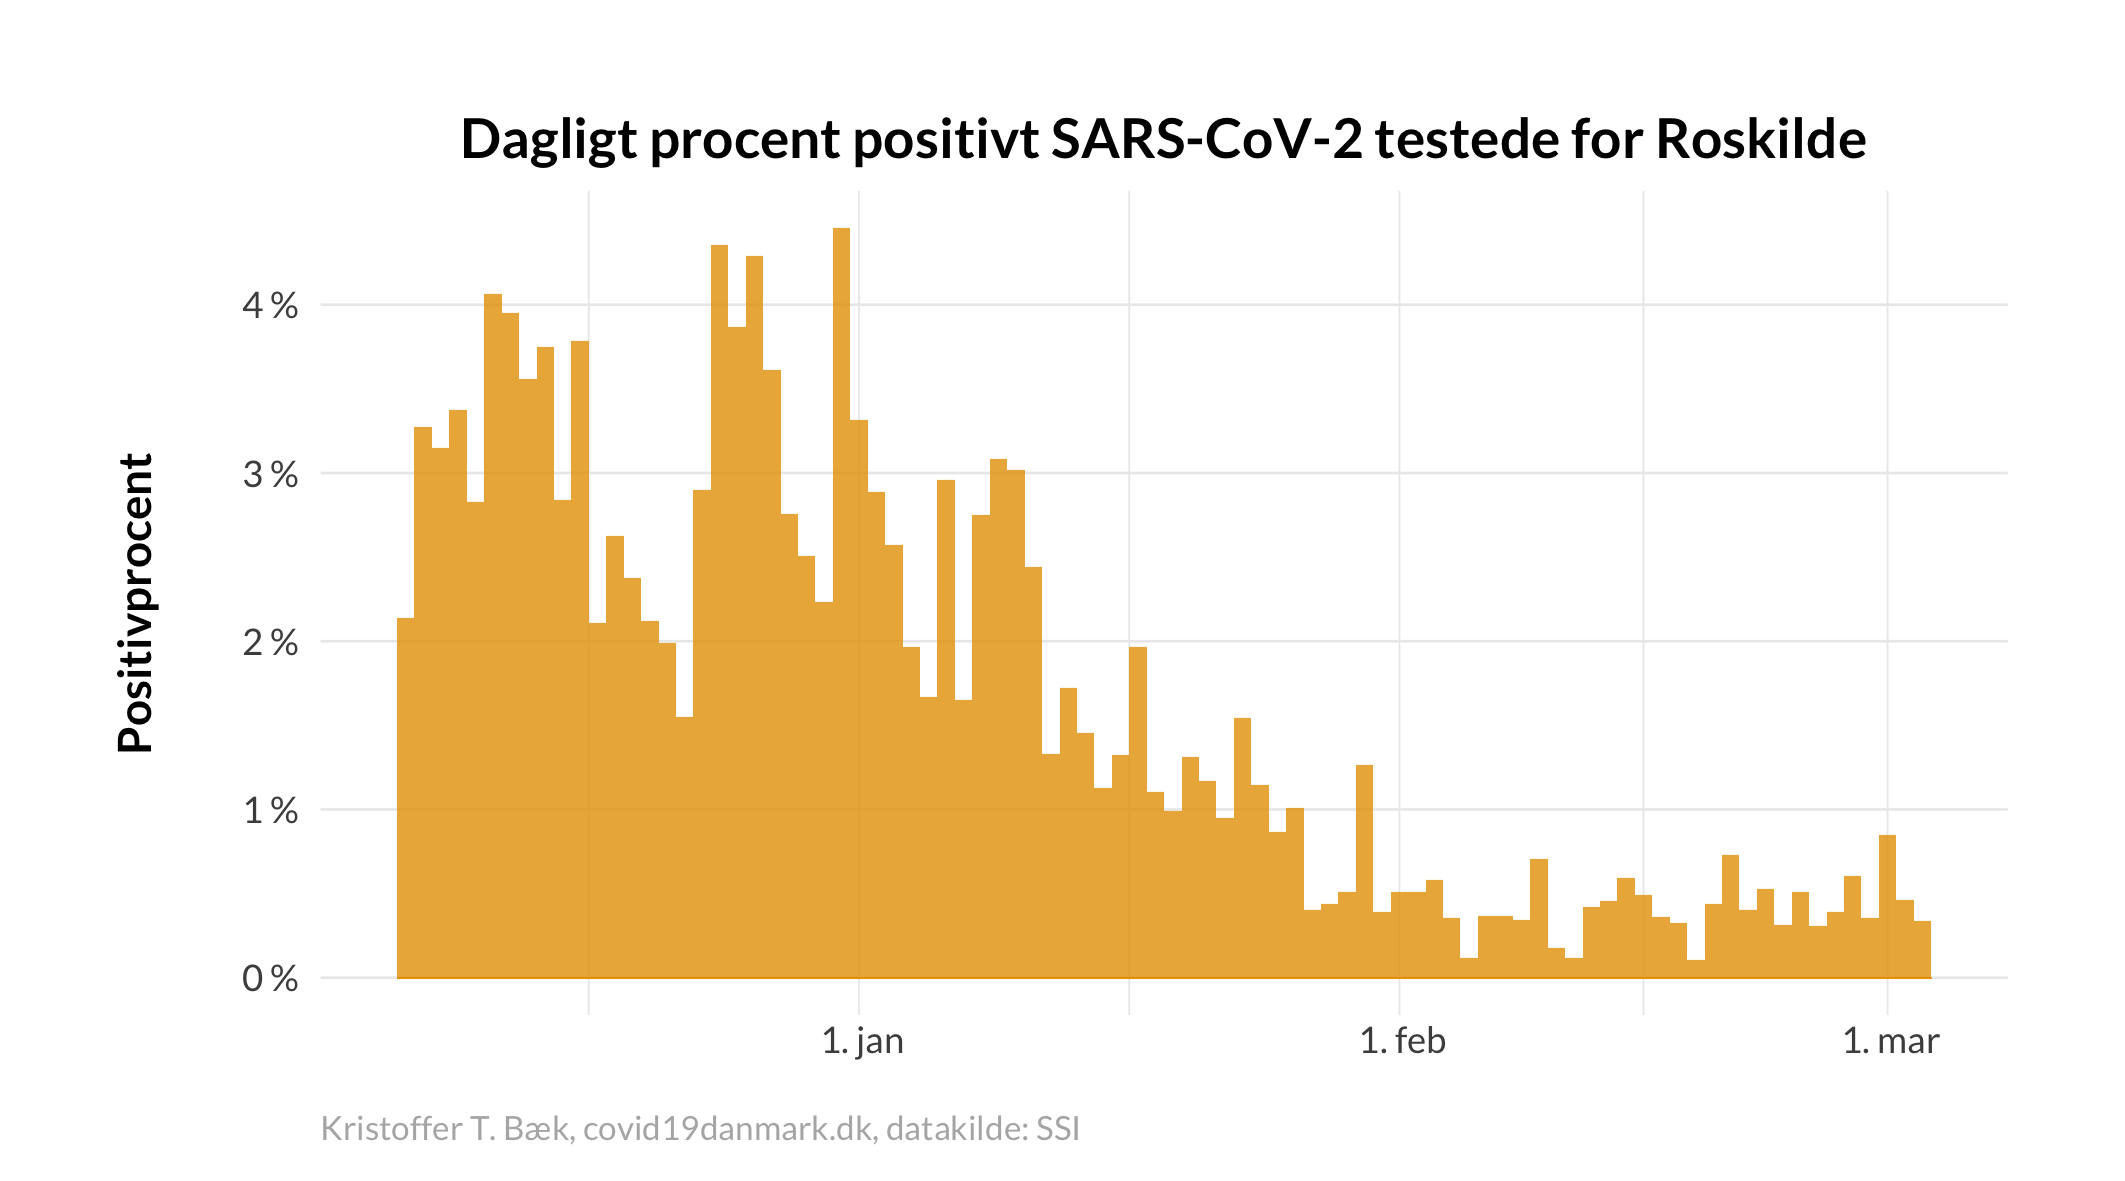 Dagligt procent positivt SARS-CoV-2 testede for Roskilde
Positivprocent
4 %
3 %
2 %
1 %
0 %
1. jan
1. feb
1. mar
Kristoffer T. Bæk, covid19danmark.dk, datakilde: SSI